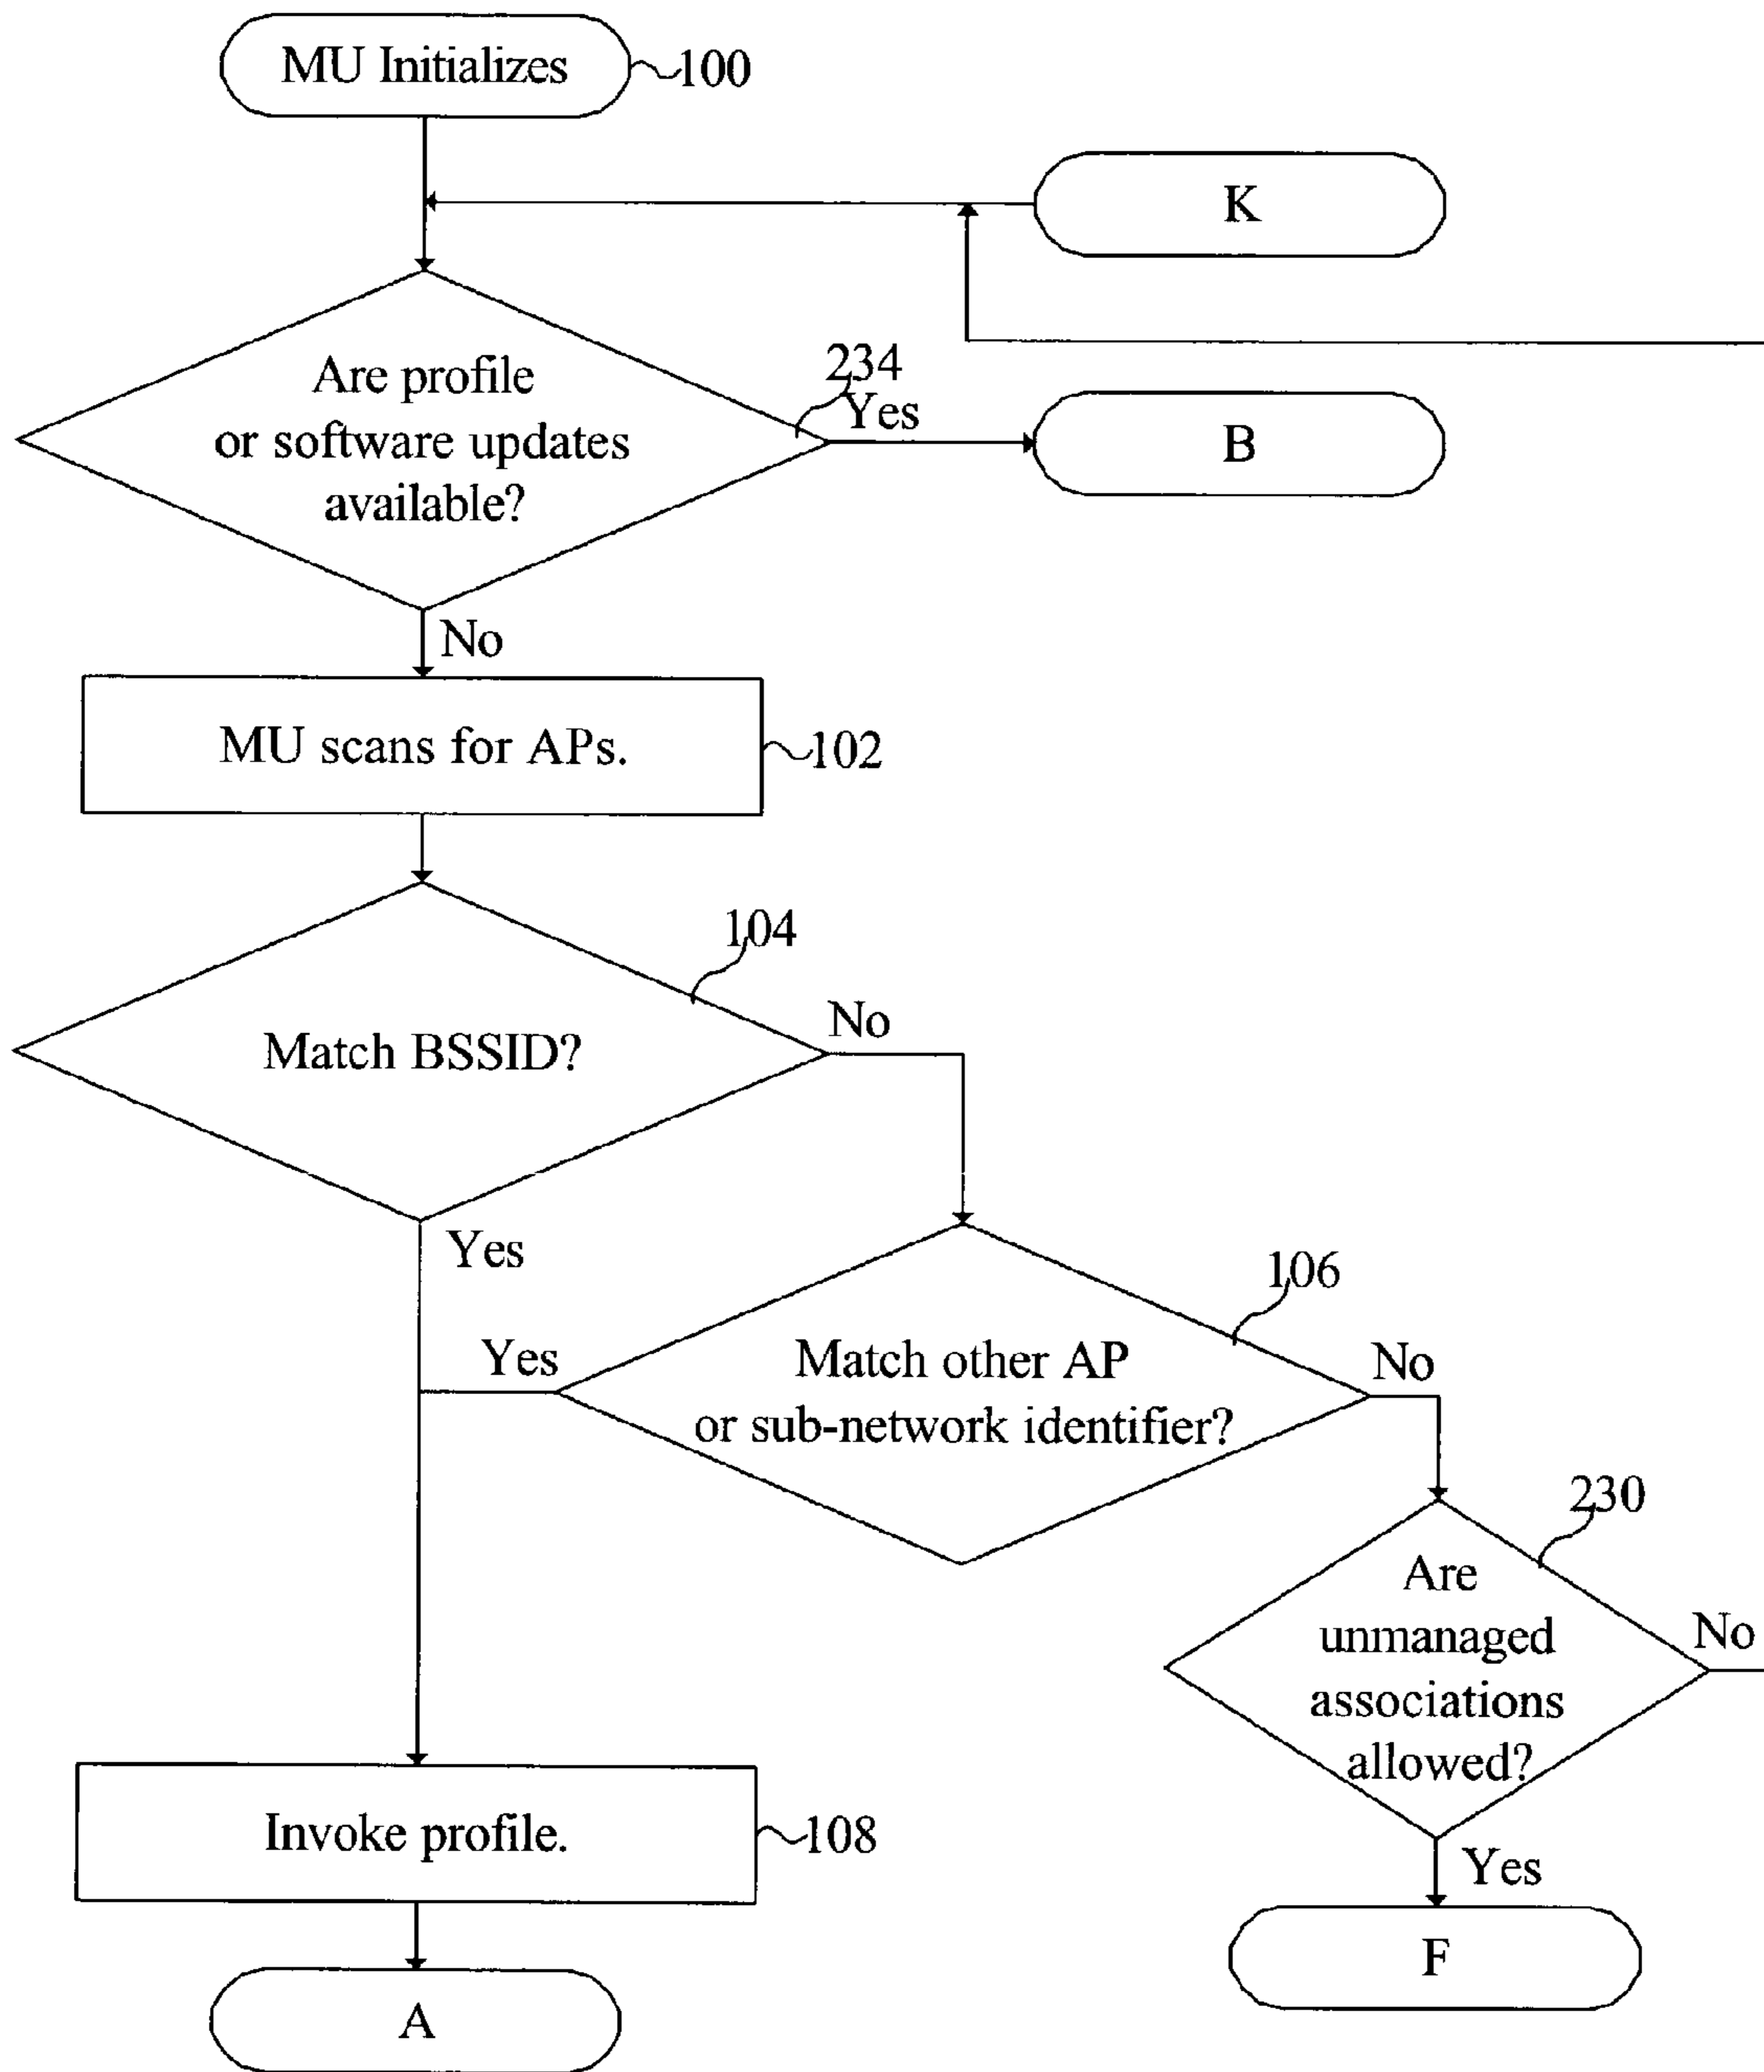 MU Initializes
100
K
Are profile
or software updates
available?
234
Yes
B
No
MU scans for APs.
102
104
Match BSSID?
No
Yes
106
Match other AP
or sub-network identifier?
Yes
No
230
Are
unmanaged
associations
allowed?
No
Yes
Invoke profile.
108
F
A